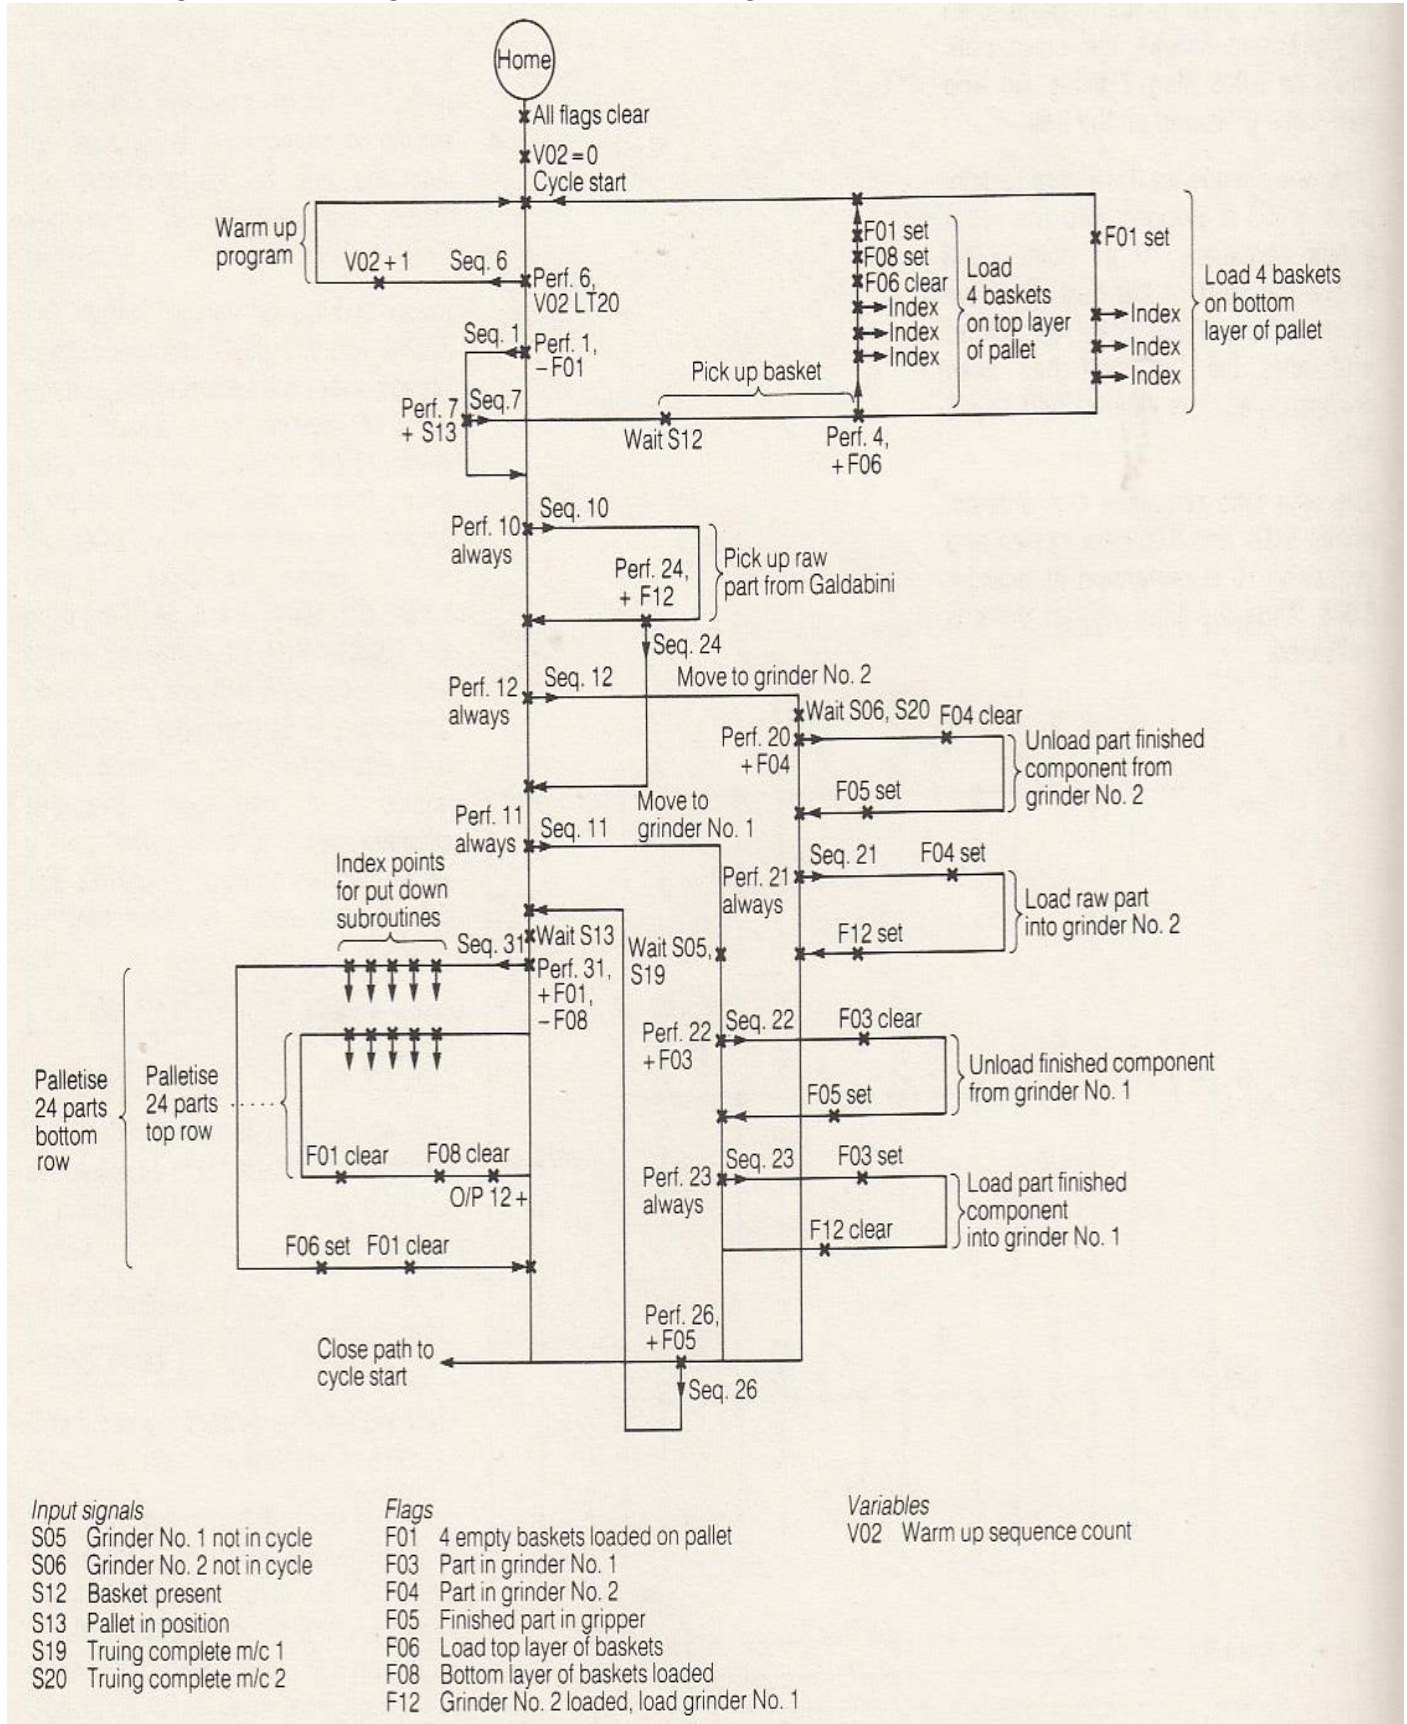 Home
All flags clear
V02 = 0
Cycle start
Warm up
program
V02 + 1
Seq. 6
Perf. 6,
V02 LT20
Seq. 1
Perf. 1,
– F01
Perf. 7
+ S13
Seq.7
Wait S12
Pick up basket
Perf. 4,
+ F06
F01 set
F08 set
F06 clear
Index
Index
Index
Load
4 baskets
on top layer
of pallet
F01 set
Index
Index
Index
Load 4 baskets
on bottom
layer of pallet
Perf. 10
always
Seq. 10
Perf. 24,
+ F12
Pick up raw
part from Galdabini
Seq. 24
Perf. 12
always
Seq. 12
Move to grinder No. 2
Wait S06, S20
F04 clear
Perf. 20
+ F04
F05 set
Unload part finished
component from
grinder No. 2
Perf. 11
always
Seq. 11
Move to
grinder No. 1
Perf. 21
always
Seq. 21
F04 set
F12 set
Load raw part
into grinder No. 2
Index points
for put down
subroutines
Seq. 31
Wait S13
Perf. 31,
+ F01,
– F08
Wait S05,
S19
Perf. 22
+ F03
Seq. 22
F03 clear
F05 set
Unload finished component
from grinder No. 1
Palletise
24 parts
bottom
row
Palletise
24 parts
top row
F01 clear
F08 clear
O/P 12 +
Perf. 23
always
Seq. 23
F03 set
F12 clear
Load part finished
component
into grinder No. 1
F06 set
F01 clear
Perf. 26,
+ F05
Close path to
cycle start
Seq. 26
Input signals
S05 Grinder No. 1 not in cycle
S06 Grinder No. 2 not in cycle
S12 Basket present
S13 Pallet in position
S19 Truing complete m/c 1
S20 Truing complete m/c 2
Flags
F01 4 empty baskets loaded on pallet
F03 Part in grinder No. 1
F04 Part in grinder No. 2
F05 Finished part in gripper
F06 Load top layer of baskets
F08 Bottom layer of baskets loaded
F12 Grinder No. 2 loaded, load grinder No. 1
Variables
V02 Warm up sequence count